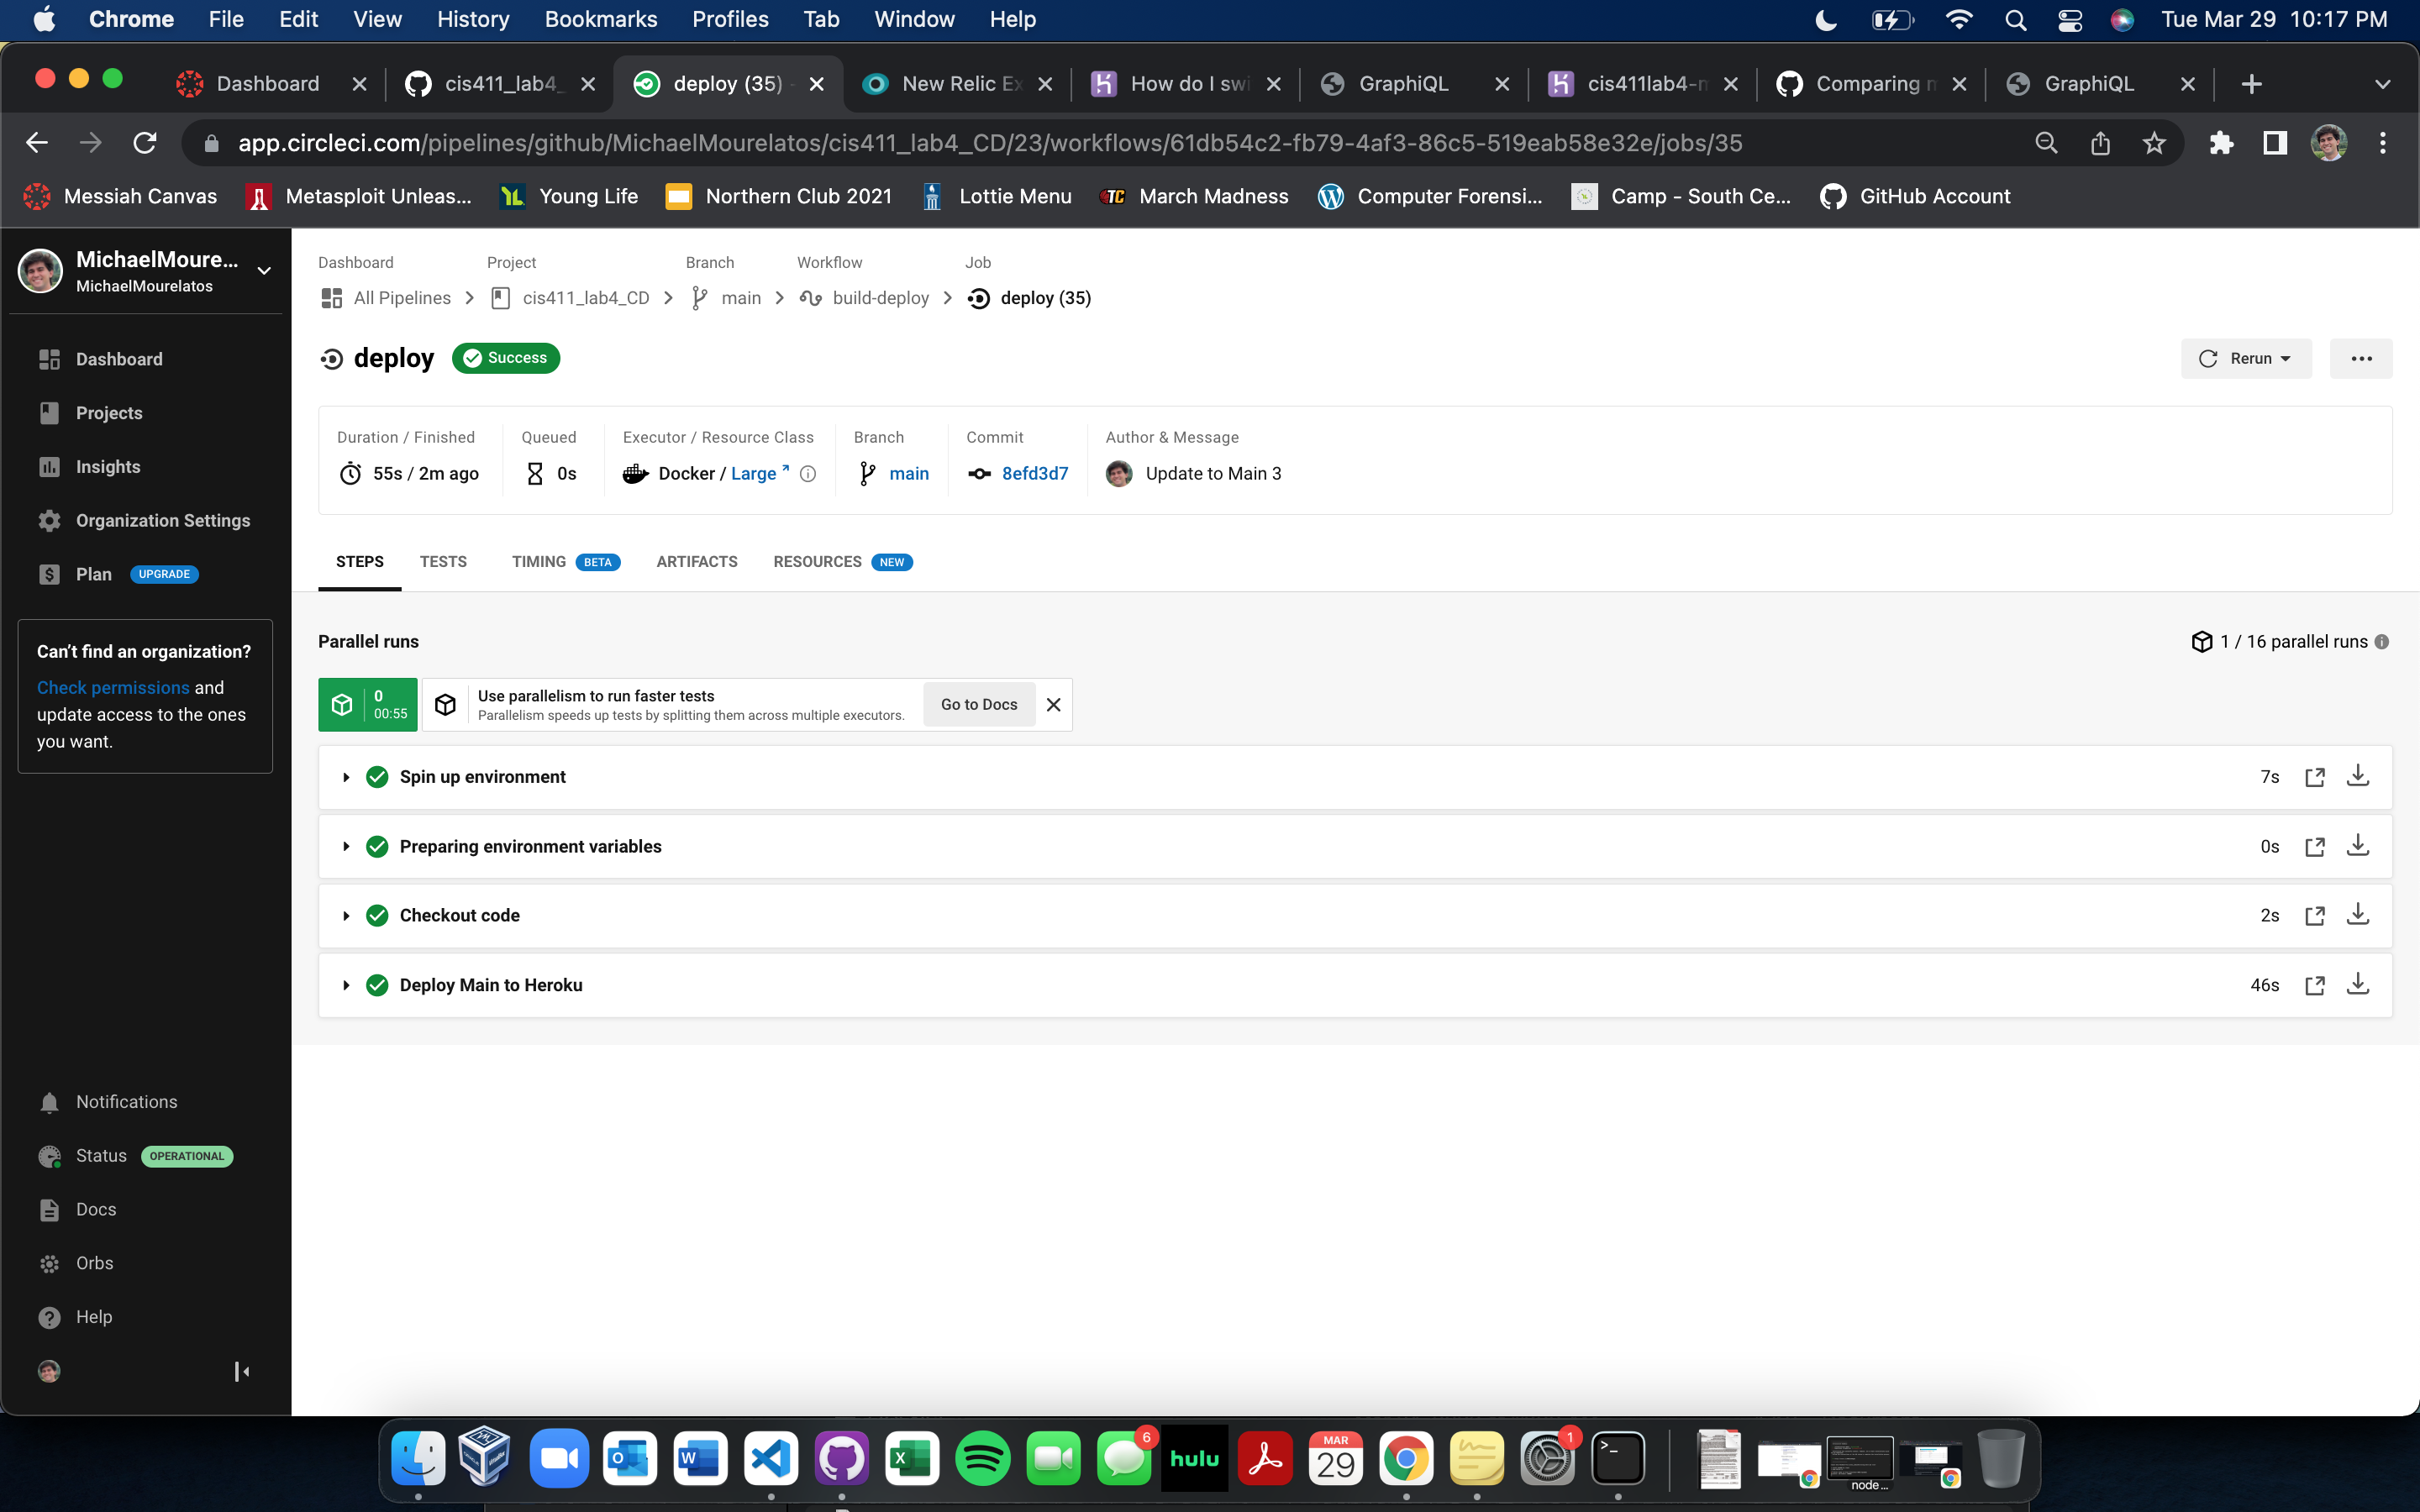 Chrome File Edit View History Bookmarks Profiles Tab Window Help Tue Mar 29 10:17 PM
Dashboard cis411_lab4_ deploy (35) - New Relic Ex How do I swi GraphiQL cis411lab4-m Comparing m GraphiQL
app.circleci.com/pipelines/github/MichaelMourelatos/cis411_lab4_CD/23/workflows/61db54c2-fb79-4af3-86c5-519eab58e32e/jobs/35
Messiah Canvas Metasploit Unleas... Young Life Northern Club 2021 Lottie Menu March Madness Computer Forensi... Camp - South Ce... GitHub Account
MichaelMoure...
MichaelMourelatos
Dashboard
Projects
Insights
Organization Settings
Plan UPGRADE
Can't find an organization?
Check permissions and
update access to the ones
you want.
Notifications
Status OPERATIONAL
Docs
Orbs
Help
Dashboard Project Branch Workflow Job
All Pipelines cis411_lab4_CD main build-deploy deploy (35)
deploy Success
Rerun
Duration / Finished Queued Executor / Resource Class Branch Commit Author & Message
55s / 2m ago 0s Docker / Large main 8efd3d7 Update to Main 3
STEPS TESTS TIMING BETA ARTIFACTS RESOURCES NEW
Parallel runs
1 / 16 parallel runs
0
00:55
Use parallelism to run faster tests
Parallelism speeds up tests by splitting them across multiple executors.
Go to Docs
Spin up environment 7s
Preparing environment variables 0s
Checkout code 2s
Deploy Main to Heroku 46s
6
hulu
MAR
29
1
node...